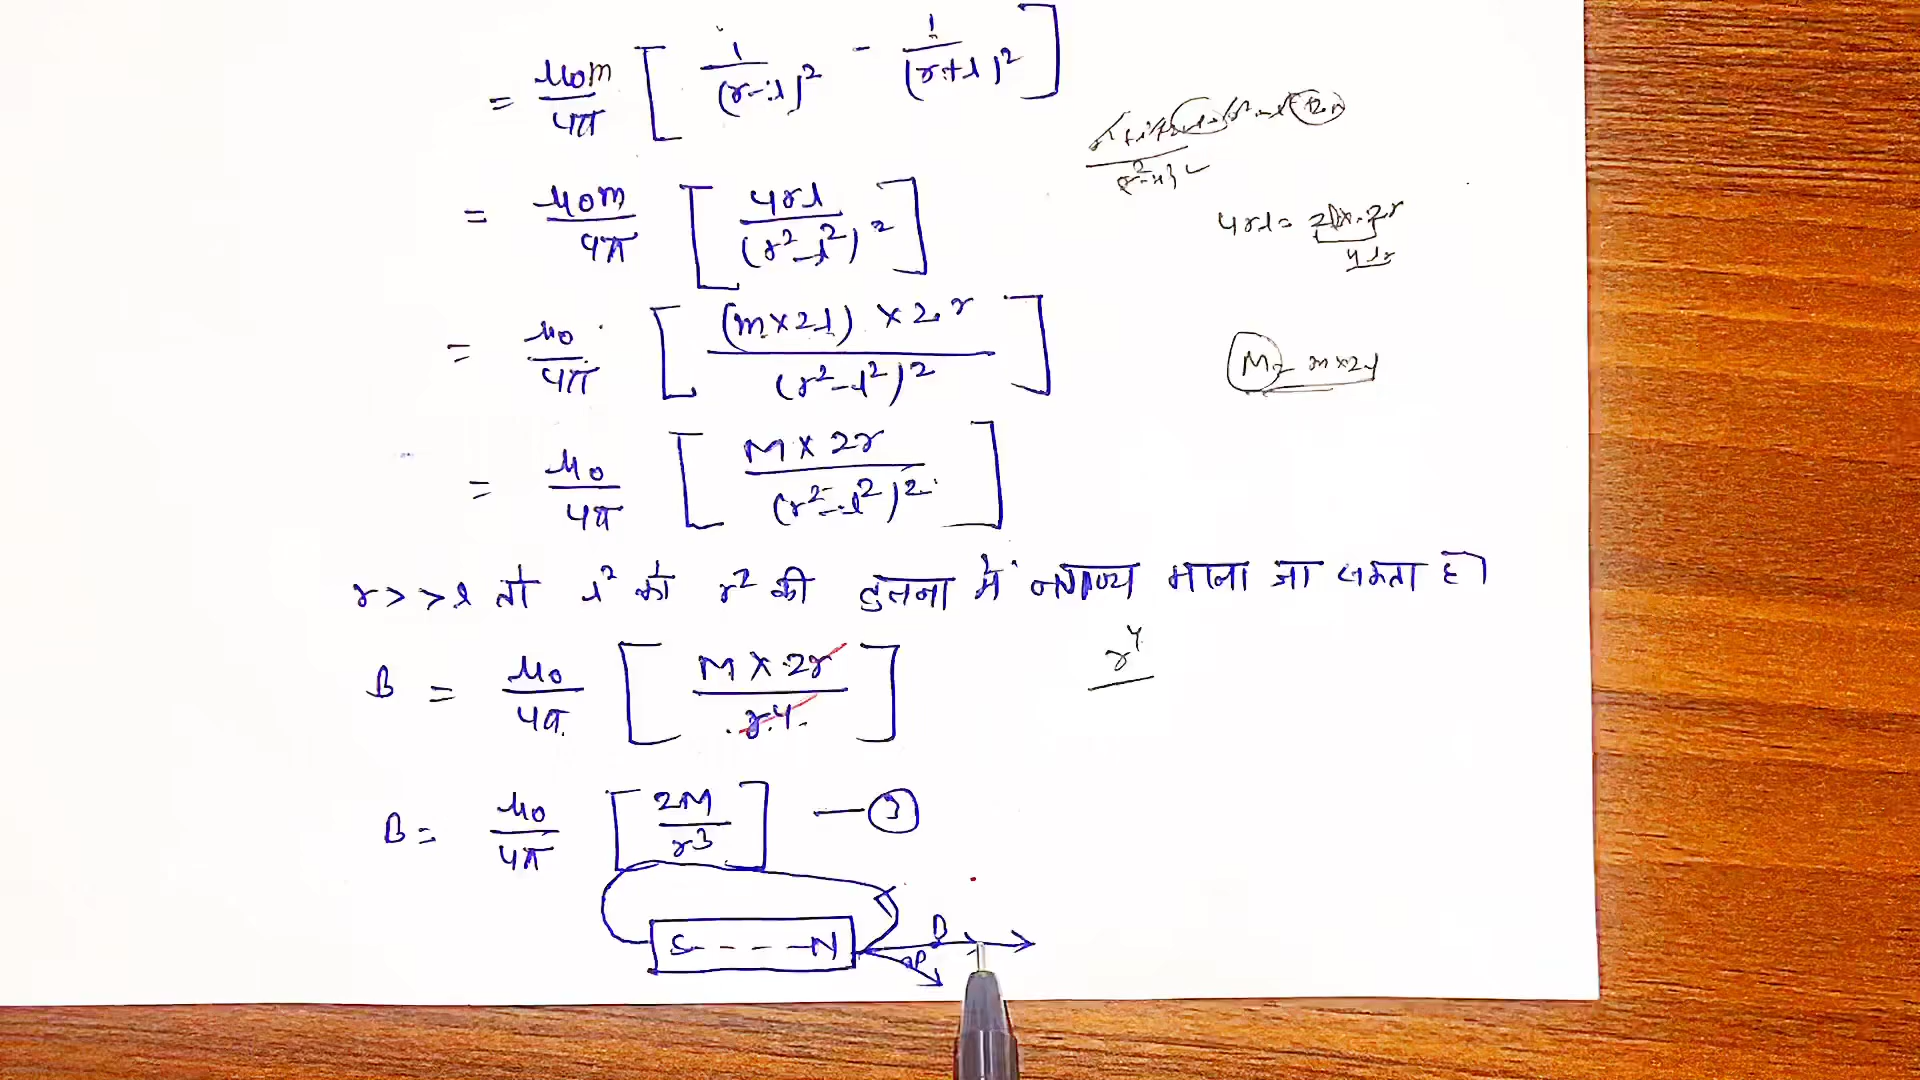 = μ₀m/4π [ 1/(r-l)² - 1/(r+l)² ]
= μ₀m/4π [ 4rl/(r²-l²)² ]
4rl = 2l×2r
4lr
= μ₀/4π [ (m×2l) ×2r/(r²-l²)² ]
M = m×2l
= μ₀/4π [ M×2r/(r²-l²)² ]
r>>l तो l² को r² की तुलना में नगण्य माना जा सकता है।
r⁴
B = μ₀/4π [ M×2r/r⁴ ]
B = μ₀/4π [ 2M/r³ ] — ③
S - - - - N